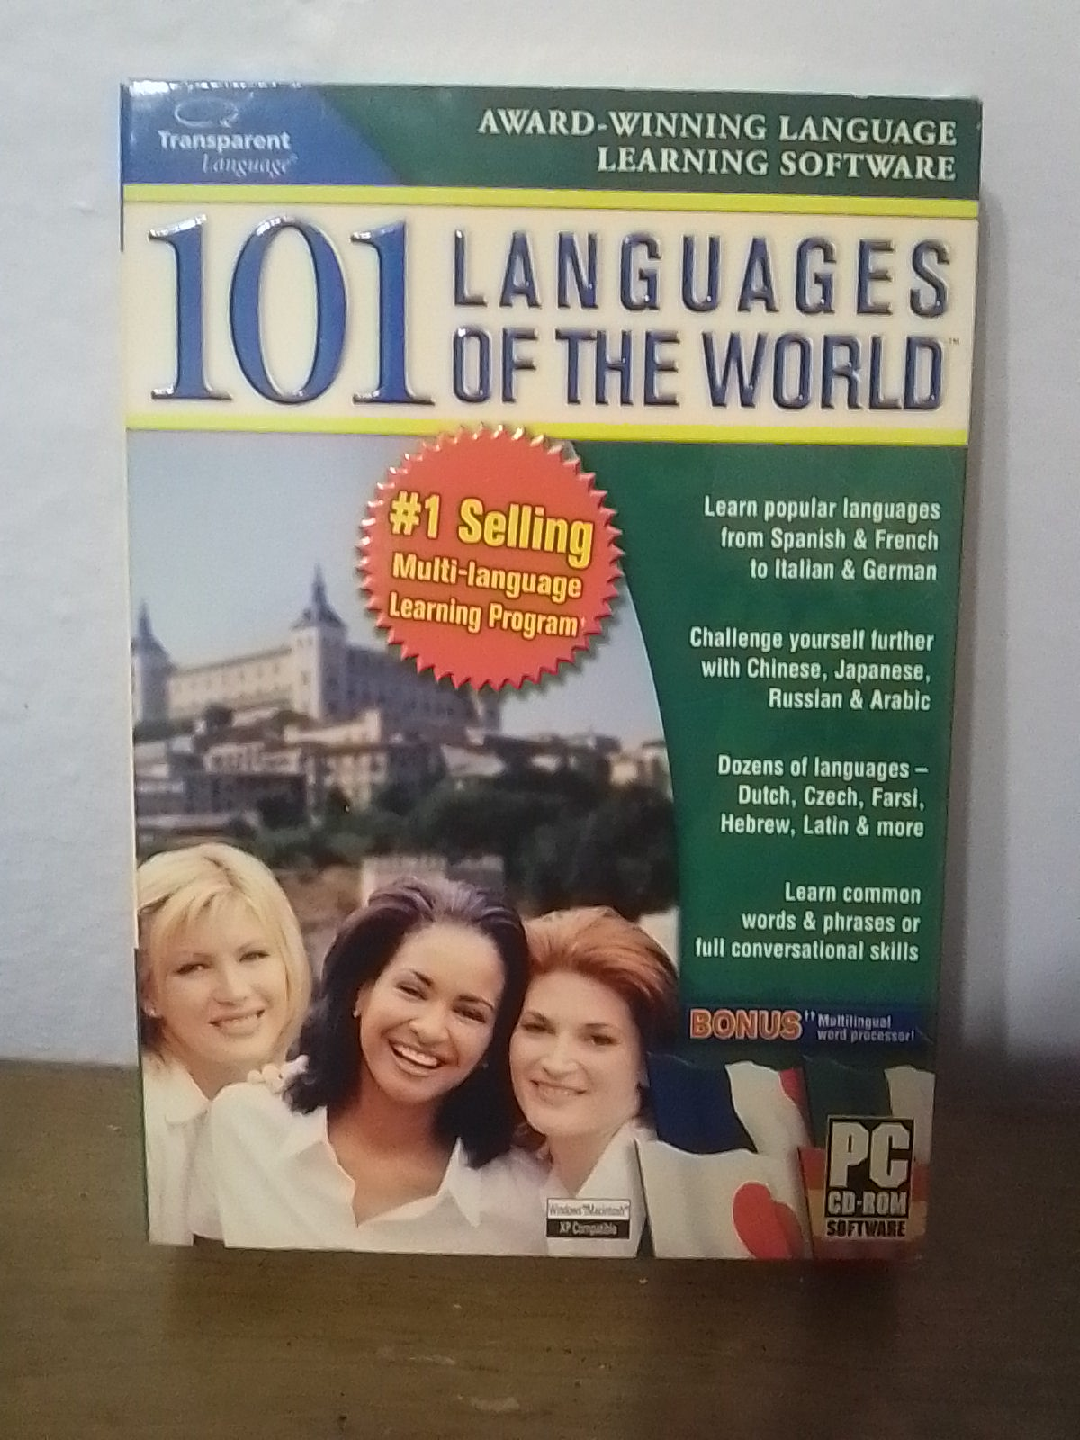 Transparent
Language®
AWARD-WINNING LANGUAGE
LEARNING SOFTWARE
101 LANGUAGES
OF THE WORLD™
#1 Selling
Multi-language
Learning Program
Learn popular languages
from Spanish & French
to Italian & German
Challenge yourself further
with Chinese, Japanese,
Russian & Arabic
Dozens of languages –
Dutch, Czech, Farsi,
Hebrew, Latin & more
Learn common
words & phrases or
full conversational skills
BONUS Multilingual
word processor!
Windows™/Macintosh®
XP Compatible
PC
CD-ROM
SOFTWARE